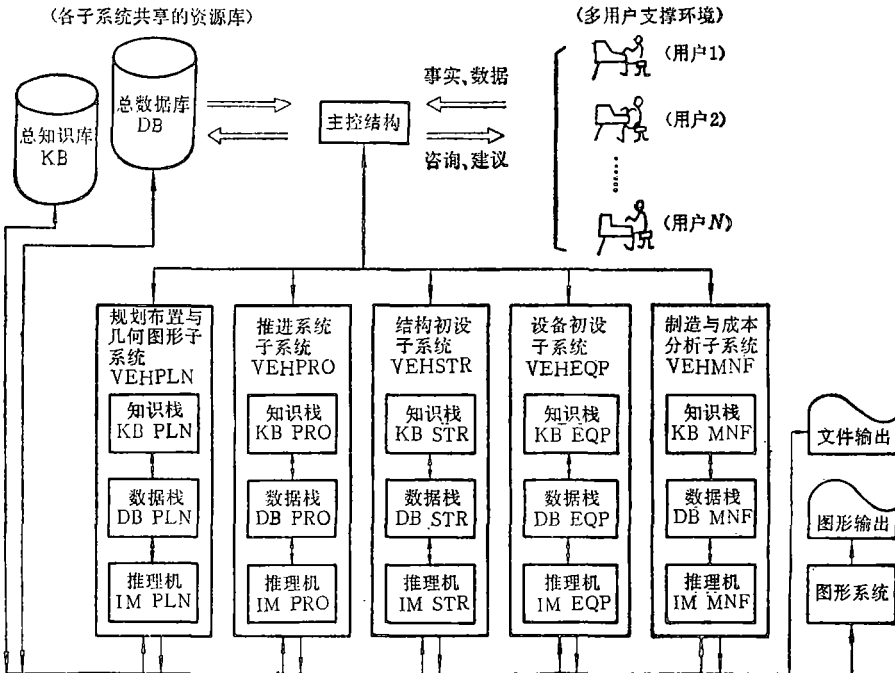 (各子系统共享的资源库)
(多用户支撑环境)
总数据库
DB
总知识库
KB
主控结构
事实、数据
咨询、建议
(用户1)
(用户2)
(用户N)
规划布置与
几何图形子
系统
VEHPLN
知识栈
KB PLN
数据栈
DB PLN
推理机
IM PLN
推进系统
子系统
VEHPRO
知识栈
KB PRO
数据栈
DB PRO
推理机
IM PRO
结构初设
子系统
VEHSTR
知识栈
KB STR
数据栈
DB STR
推理机
IM STR
设备初设
子系统
VEHEQP
知识栈
KB EQP
数据栈
DB EQP
推理机
IM EQP
制造与成本
分析子系统
VEHMNF
知识栈
KB MNF
数据栈
DB MNF
推理机
IM MNF
文件输出
图形输出
图形系统